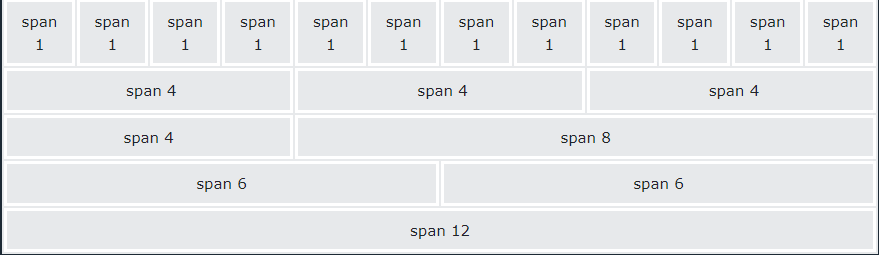 span span span span span span span span span span span span
1 1 1 1 1 1 1 1 1 1 1 1
span 4 span 4 span 4
span 4 span 8
span 6 span 6
span 12